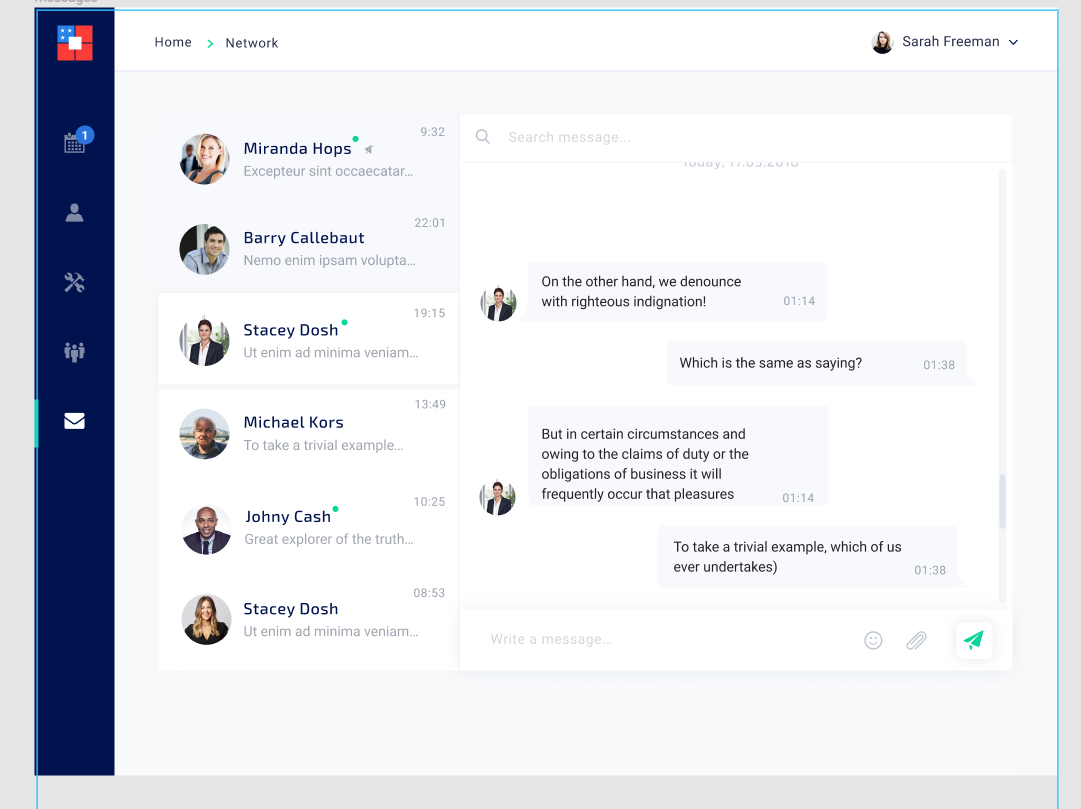 Messages
Home > Network
Sarah Freeman
1
Miranda Hops
9:32
Excepteur sint occaecatar...
Barry Callebaut
22:01
Nemo enim ipsam volupta...
Stacey Dosh
19:15
Ut enim ad minima veniam...
Michael Kors
13:49
To take a trivial example...
Johny Cash
10:25
Great explorer of the truth...
Stacey Dosh
08:53
Ut enim ad minima veniam...
Search message...
Today, 17.05.2018
On the other hand, we denounce
with righteous indignation!
01:14
Which is the same as saying?
01:38
But in certain circumstances and
owing to the claims of duty or the
obligations of business it will
frequently occur that pleasures
01:14
To take a trivial example, which of us
ever undertakes)
01:38
Write a message...